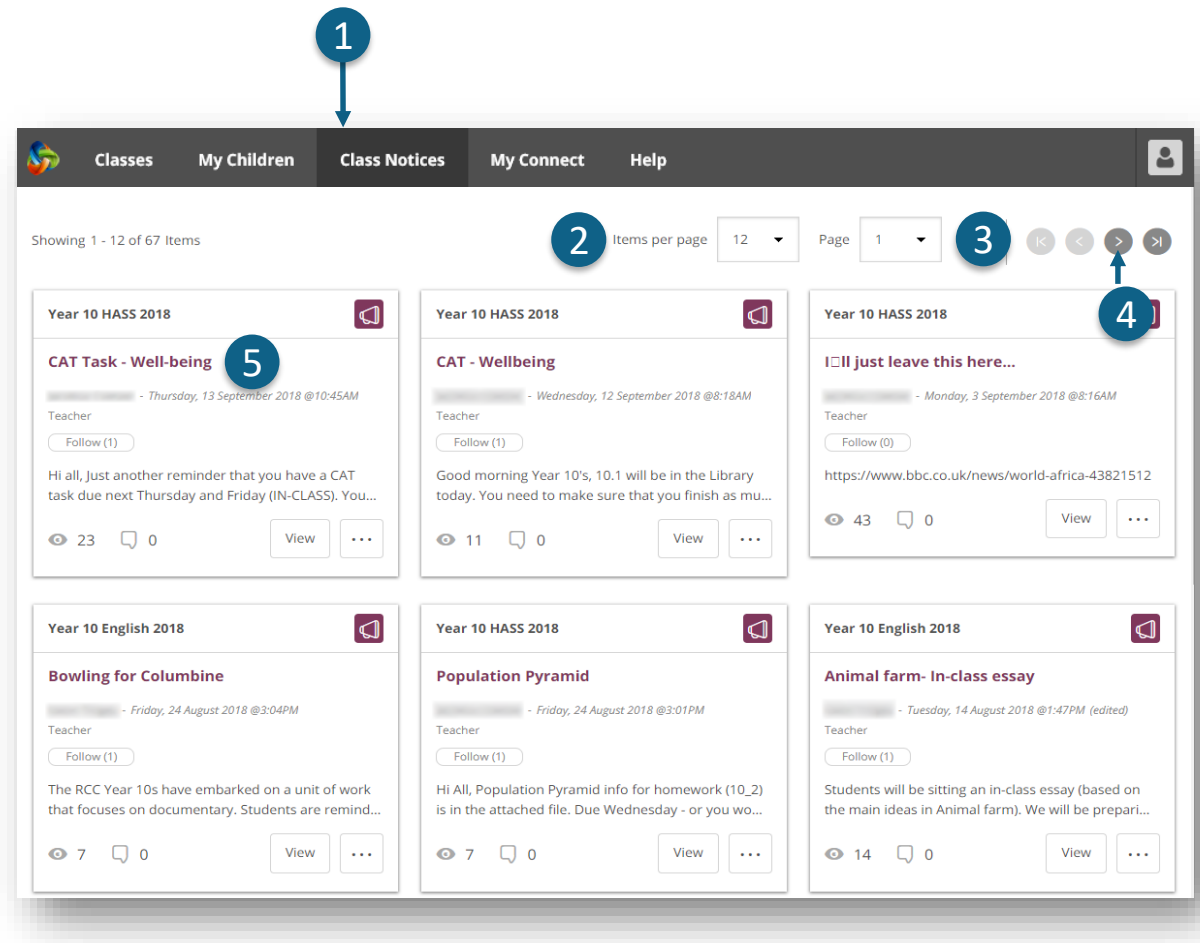 1
Classes My Children Class Notices My Connect Help
Showing 1 - 12 of 67 Items
2 Items per page 12 Page 1 3
4
Year 10 HASS 2018
CAT Task - Well-being 5
- Thursday, 13 September 2018 @10:45AM
Teacher
Follow (1)
Hi all, Just another reminder that you have a CAT
task due next Thursday and Friday (IN-CLASS). You...
23 0 View ...
Year 10 HASS 2018
CAT - Wellbeing
- Wednesday, 12 September 2018 @8:18AM
Teacher
Follow (1)
Good morning Year 10's, 10.1 will be in the Library
today. You need to make sure that you finish as mu...
11 0 View ...
Year 10 HASS 2018
I□ll just leave this here...
- Monday, 3 September 2018 @8:16AM
Teacher
Follow (0)
https://www.bbc.co.uk/news/world-africa-43821512
43 0 View ...
Year 10 English 2018
Bowling for Columbine
- Friday, 24 August 2018 @3:04PM
Teacher
Follow (1)
The RCC Year 10s have embarked on a unit of work
that focuses on documentary. Students are remind...
7 0 View ...
Year 10 HASS 2018
Population Pyramid
- Friday, 24 August 2018 @3:01PM
Teacher
Follow (1)
Hi All, Population Pyramid info for homework (10_2)
is in the attached file. Due Wednesday - or you wo...
7 0 View ...
Year 10 English 2018
Animal farm- In-class essay
- Tuesday, 14 August 2018 @1:47PM (edited)
Teacher
Follow (1)
Students will be sitting an in-class essay (based on
the main ideas in Animal farm). We will be prepari...
14 0 View ...